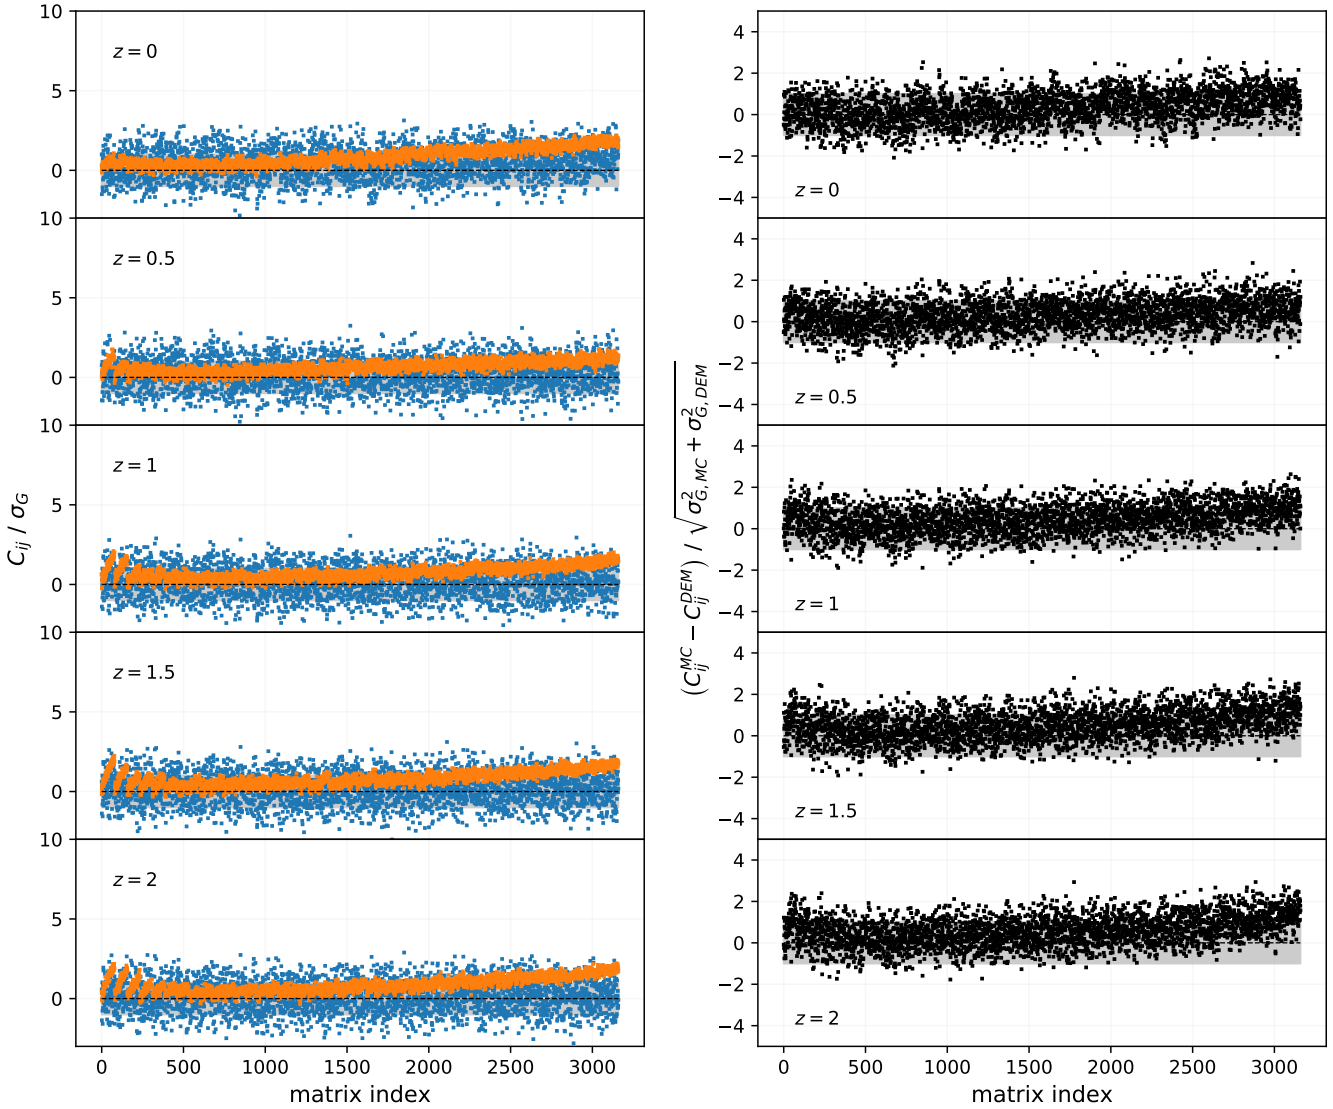 10
5
0
z = 0
10
5
0
z = 0.5
10
5
0
z = 1
10
5
0
z = 1.5
10
5
0
z = 2
0 500 1000 1500 2000 2500 3000
matrix index
C_ij / σ_G
4
2
0
−2
−4
z = 0
4
2
0
−2
−4
z = 0.5
4
2
0
−2
−4
z = 1
4
2
0
−2
−4
z = 1.5
4
2
0
−2
−4
z = 2
0 500 1000 1500 2000 2500 3000
matrix index
(C_ij^MC − C_ij^DEM) / √(σ²_G,MC + σ²_G,DEM)